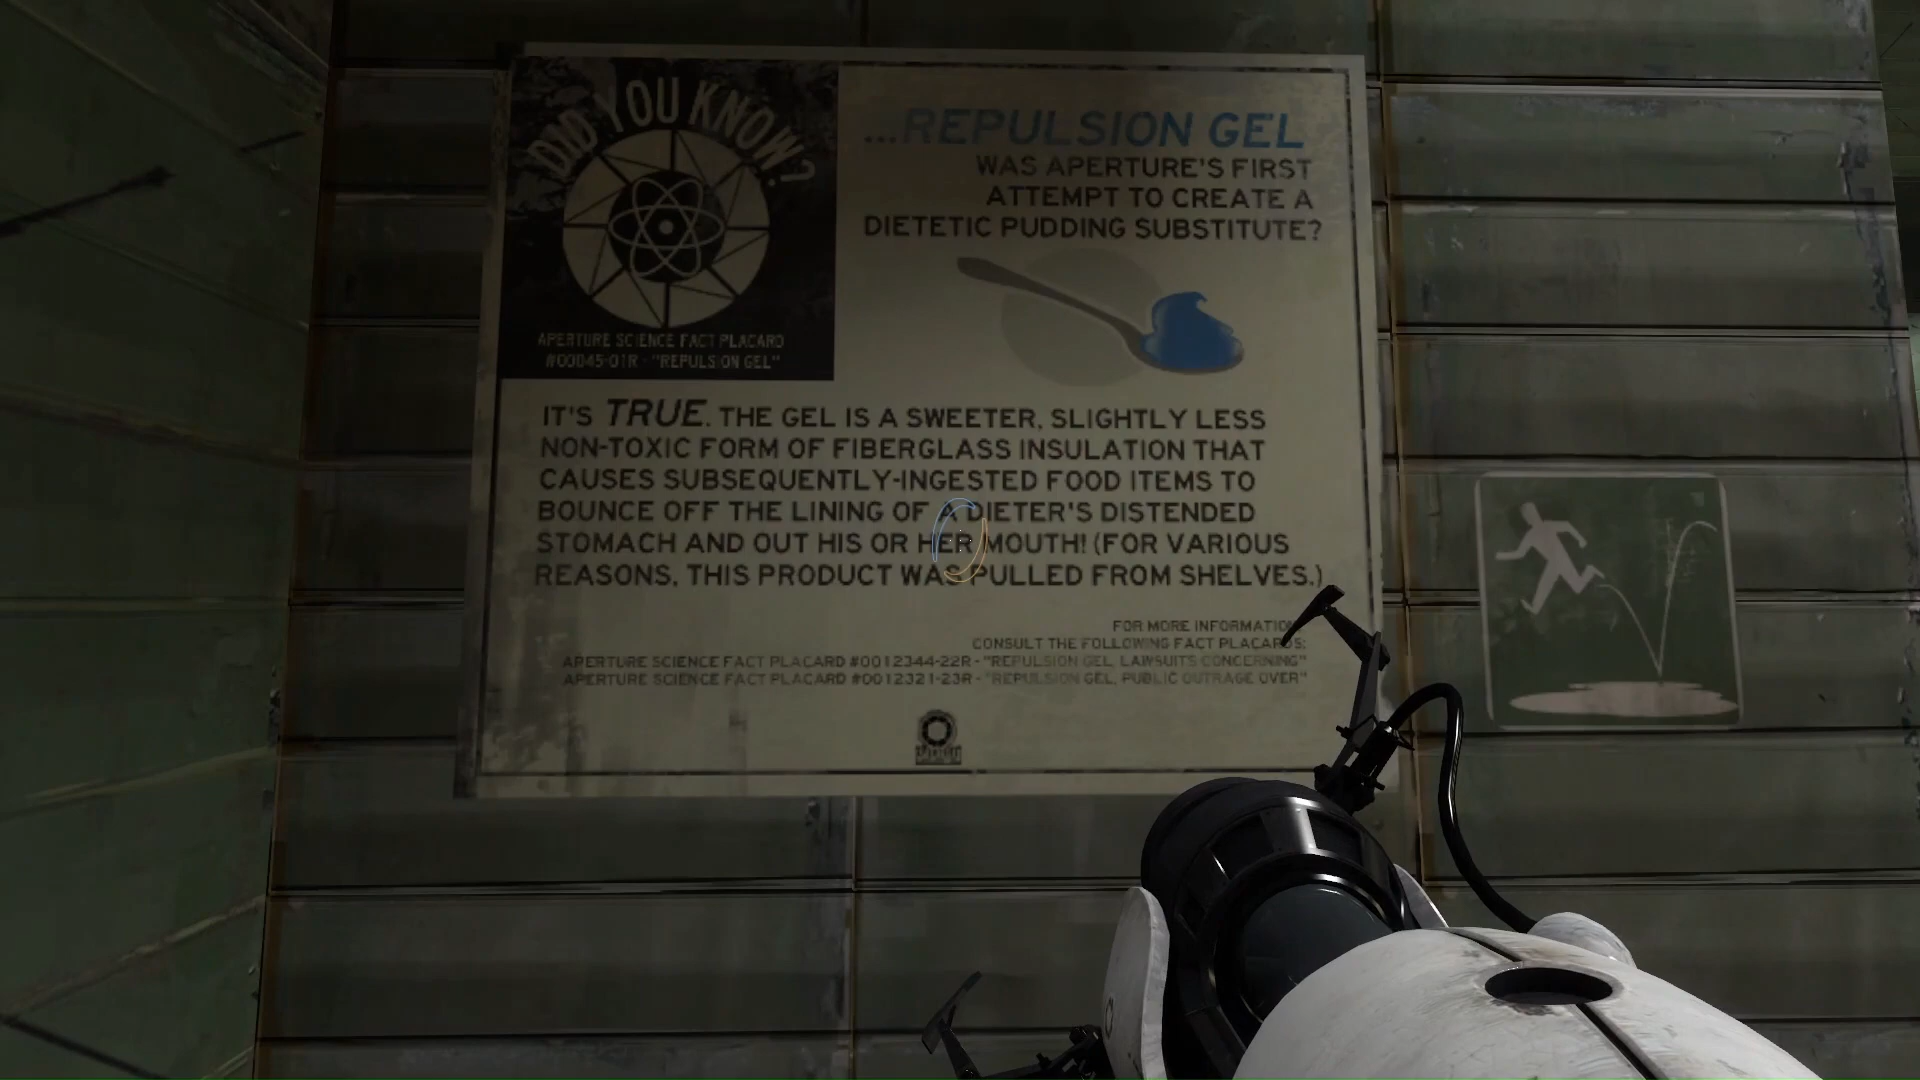 DID YOU KNOW?
APERTURE SCIENCE FACT PLACARD
#00045-01R - "REPULSION GEL"
...REPULSION GEL
WAS APERTURE'S FIRST
ATTEMPT TO CREATE A
DIETETIC PUDDING SUBSTITUTE?
IT'S TRUE. THE GEL IS A SWEETER, SLIGHTLY LESS
NON-TOXIC FORM OF FIBERGLASS INSULATION THAT
CAUSES SUBSEQUENTLY-INGESTED FOOD ITEMS TO
BOUNCE OFF THE LINING OF A DIETER'S DISTENDED
STOMACH AND OUT HIS OR HER MOUTH! (FOR VARIOUS
REASONS, THIS PRODUCT WAS PULLED FROM SHELVES.)
FOR MORE INFORMATION
CONSULT THE FOLLOWING FACT PLACARDS:
APERTURE SCIENCE FACT PLACARD #0012344-22R - "REPULSION GEL, LAWSUITS CONCERNING"
APERTURE SCIENCE FACT PLACARD #0012321-23R - "REPULSION GEL, PUBLIC OUTRAGE OVER"